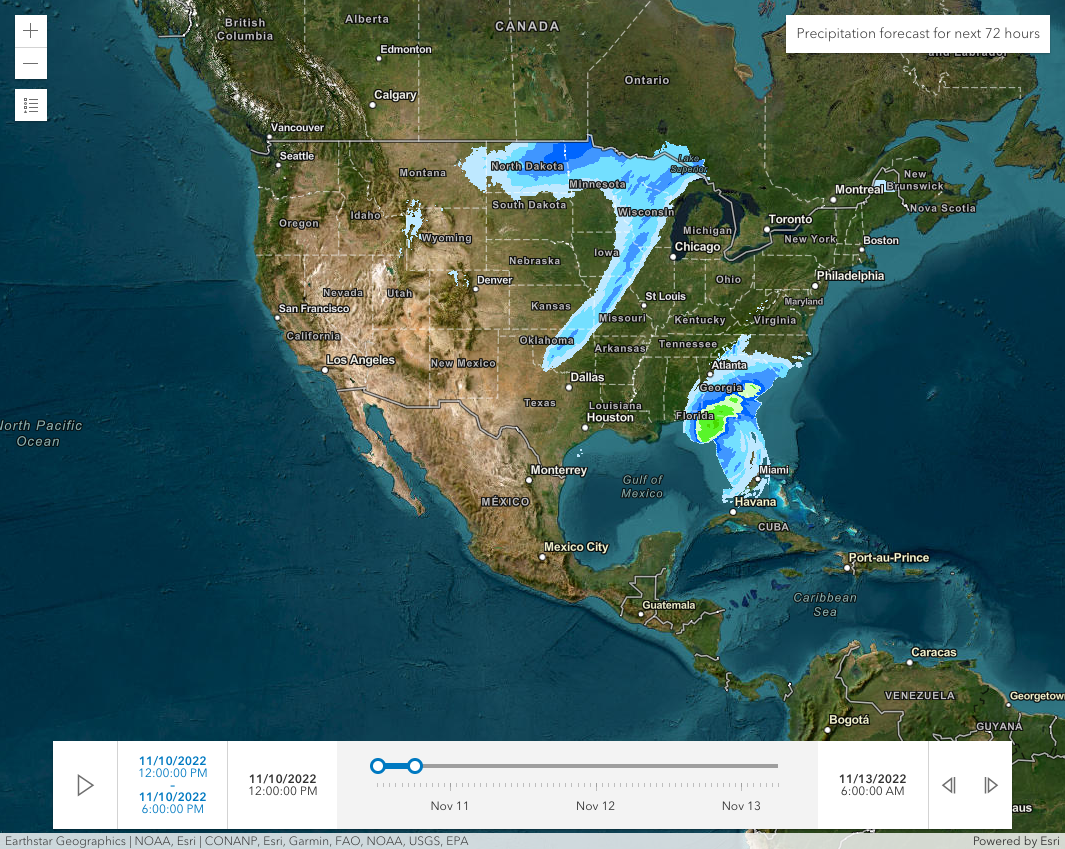 British
Columbia
Alberta
CANADA
Precipitation forecast for next 72 hours
and Labrador
Edmonton
Ontario
Calgary
Vancouver
Seattle
Montana
North Dakota
Lake
Superior
Minnesota
Montreal
New
Brunswick
South Dakota
Wisconsin
Nova Scotia
Oregon
Idaho
Wyoming
Michigan
Toronto
New York
Boston
Iowa
Chicago
Nebraska
Denver
Ohio
Philadelphia
Nevada
Utah
St Louis
Maryland
San Francisco
Kansas
Missouri
Kentucky
Virginia
California
Oklahoma
Arkansas
Tennessee
Los Angeles
New Mexico
Atlanta
Dallas
Georgia
Texas
Louisiana
Florida
Houston
North Pacific
Ocean
Monterrey
Miami
Gulf of
Mexico
MÉXICO
Havana
CUBA
Mexico City
Port-au-Prince
Guatemala
Caribbean
Sea
Caracas
VENEZUELA
Georgetown
Bogotá
GUYANA
11/10/2022
12:00:00 PM
–
11/10/2022
6:00:00 PM
11/10/2022
12:00:00 PM
Nov 11
Nov 12
Nov 13
11/13/2022
6:00:00 AM
aus
Earthstar Geographics | NOAA, Esri | CONANP, Esri, Garmin, FAO, NOAA, USGS, EPA
Powered by Esri